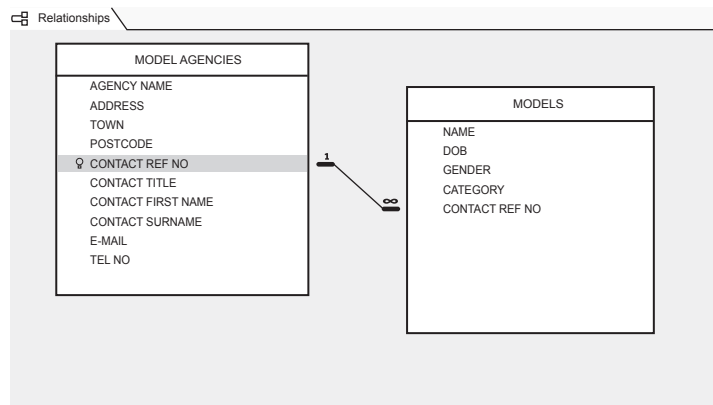 Relationships
MODEL AGENCIES
AGENCY NAME
ADDRESS
TOWN
POSTCODE
CONTACT REF NO
CONTACT TITLE
CONTACT FIRST NAME
CONTACT SURNAME
E-MAIL
TEL NO
1
∞
MODELS
NAME
DOB
GENDER
CATEGORY
CONTACT REF NO